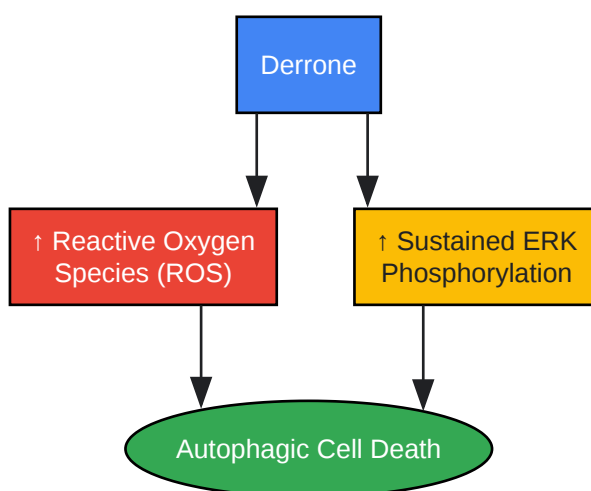 Derrone
↑ Reactive Oxygen
Species (ROS)
↑ Sustained ERK
Phosphorylation
Autophagic Cell Death